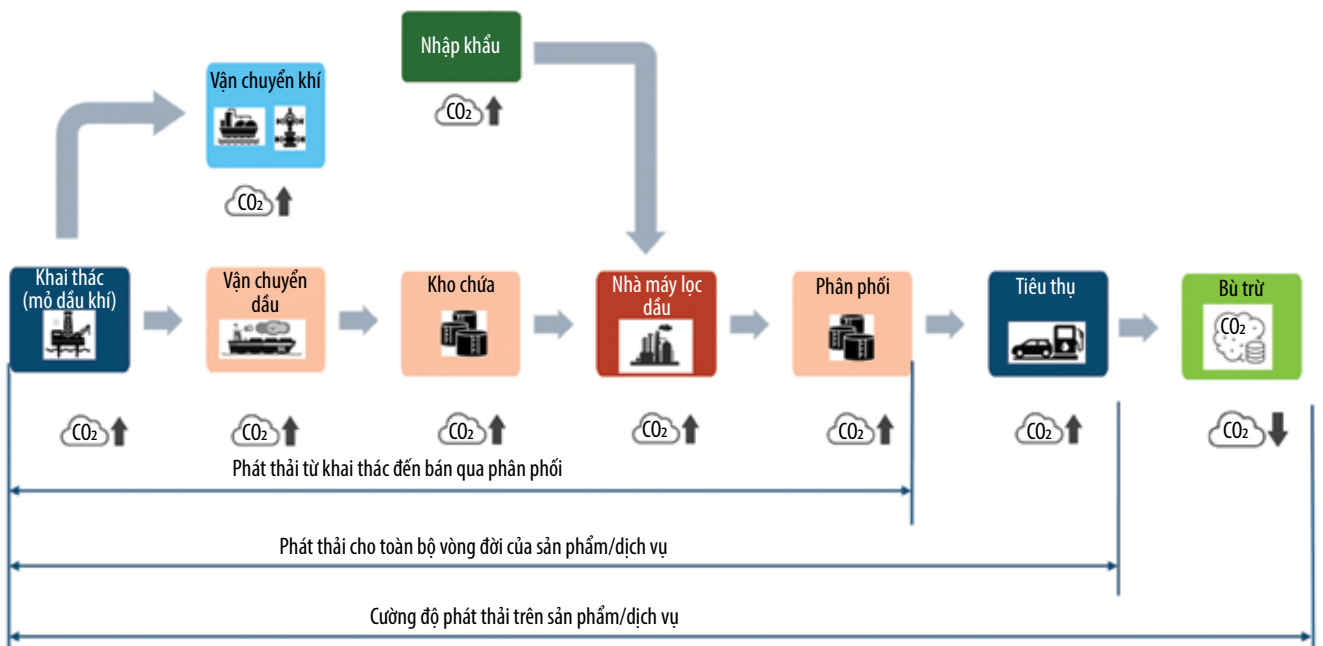 Nhập khẩu
CO₂
Vận chuyển khí
CO₂
Khai thác
(mỏ dầu khí)
Vận chuyển
dầu
Kho chứa
Nhà máy lọc
dầu
Phân phối
Tiêu thụ
Bù trừ
CO₂
CO₂
CO₂
CO₂
CO₂
CO₂
CO₂
CO₂
Phát thải từ khai thác đến bán qua phân phối
Phát thải cho toàn bộ vòng đời của sản phẩm/dịch vụ
Cường độ phát thải trên sản phẩm/dịch vụ